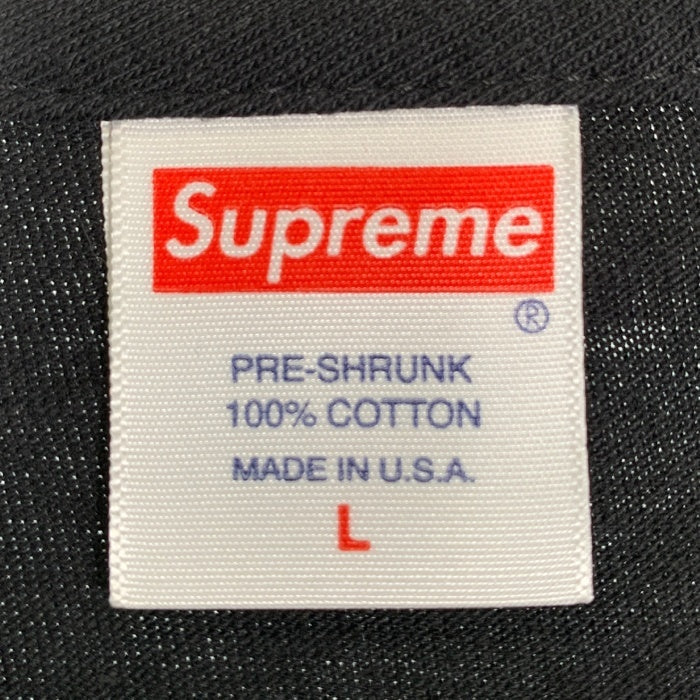 Supreme
®
PRE-SHRUNK
100% COTTON
MADE IN U.S.A.
L